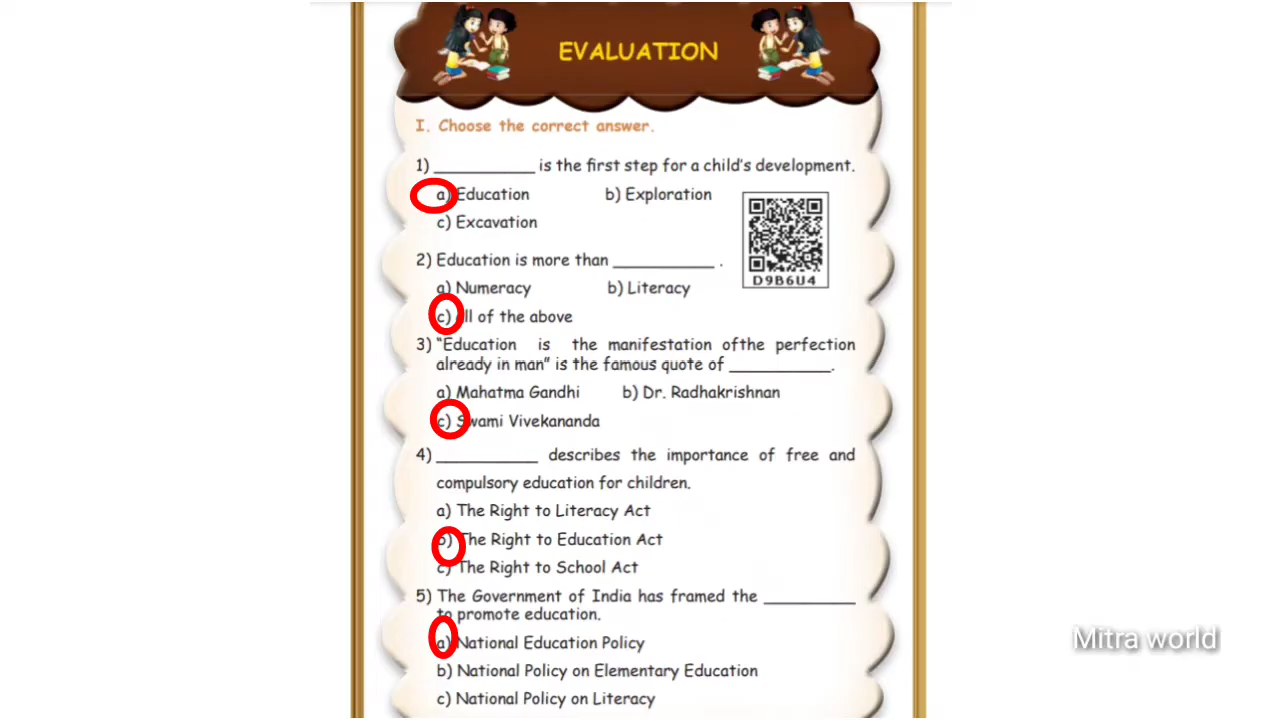 EVALUATION
I. Choose the correct answer.
1) __________ is the first step for a child's development.
a) Education b) Exploration
c) Excavation
D9B6U4
2) Education is more than __________ .
a) Numeracy b) Literacy
c) all of the above
3) “Education is the manifestation ofthe perfection
already in man” is the famous quote of __________.
a) Mahatma Gandhi b) Dr. Radhakrishnan
c) Swami Vivekananda
4) __________ describes the importance of free and
compulsory education for children.
a) The Right to Literacy Act
b) The Right to Education Act
c) The Right to School Act
5) The Government of India has framed the _________
to promote education.
a) National Education Policy
b) National Policy on Elementary Education
c) National Policy on Literacy
Mitra world